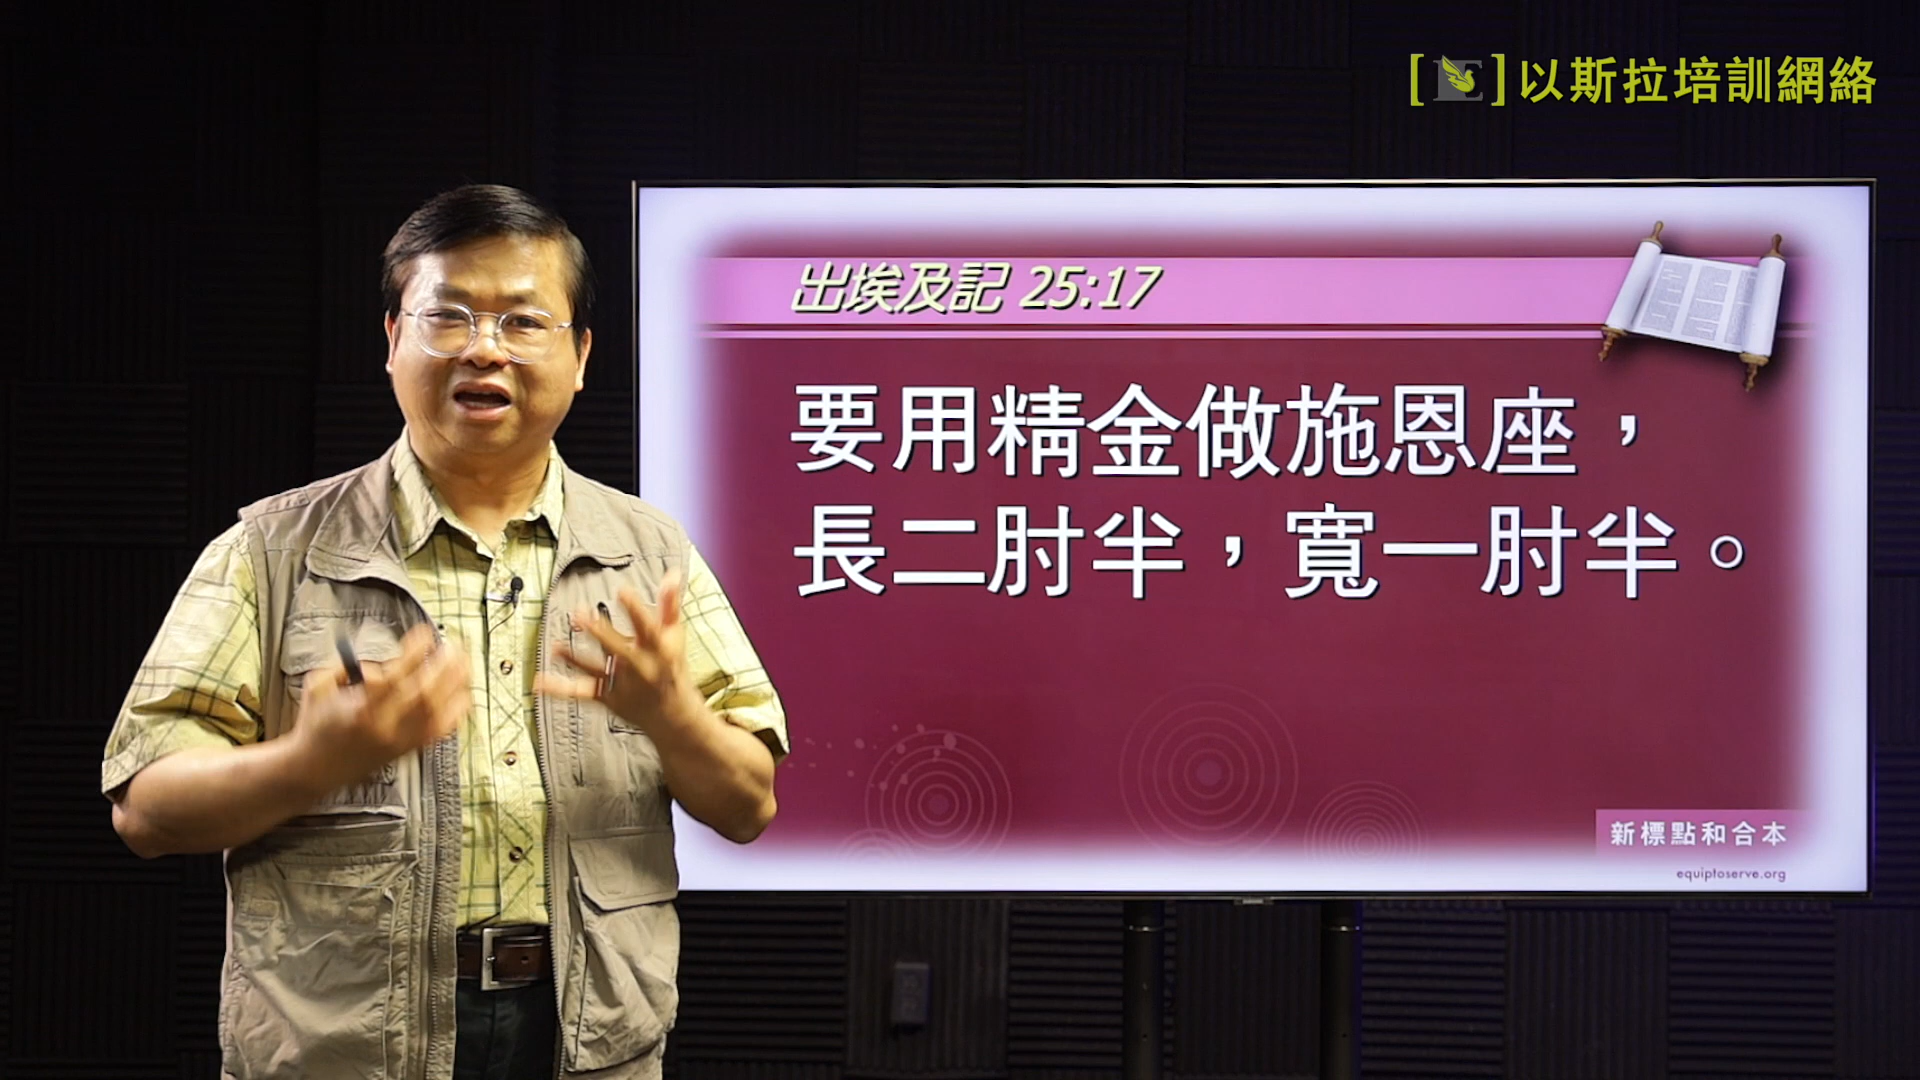 [E]以斯拉培訓網絡
出埃及記 25:17
要用精金做施恩座，
長二肘半，寬一肘半。
新標點和合本
equiptoserve.org